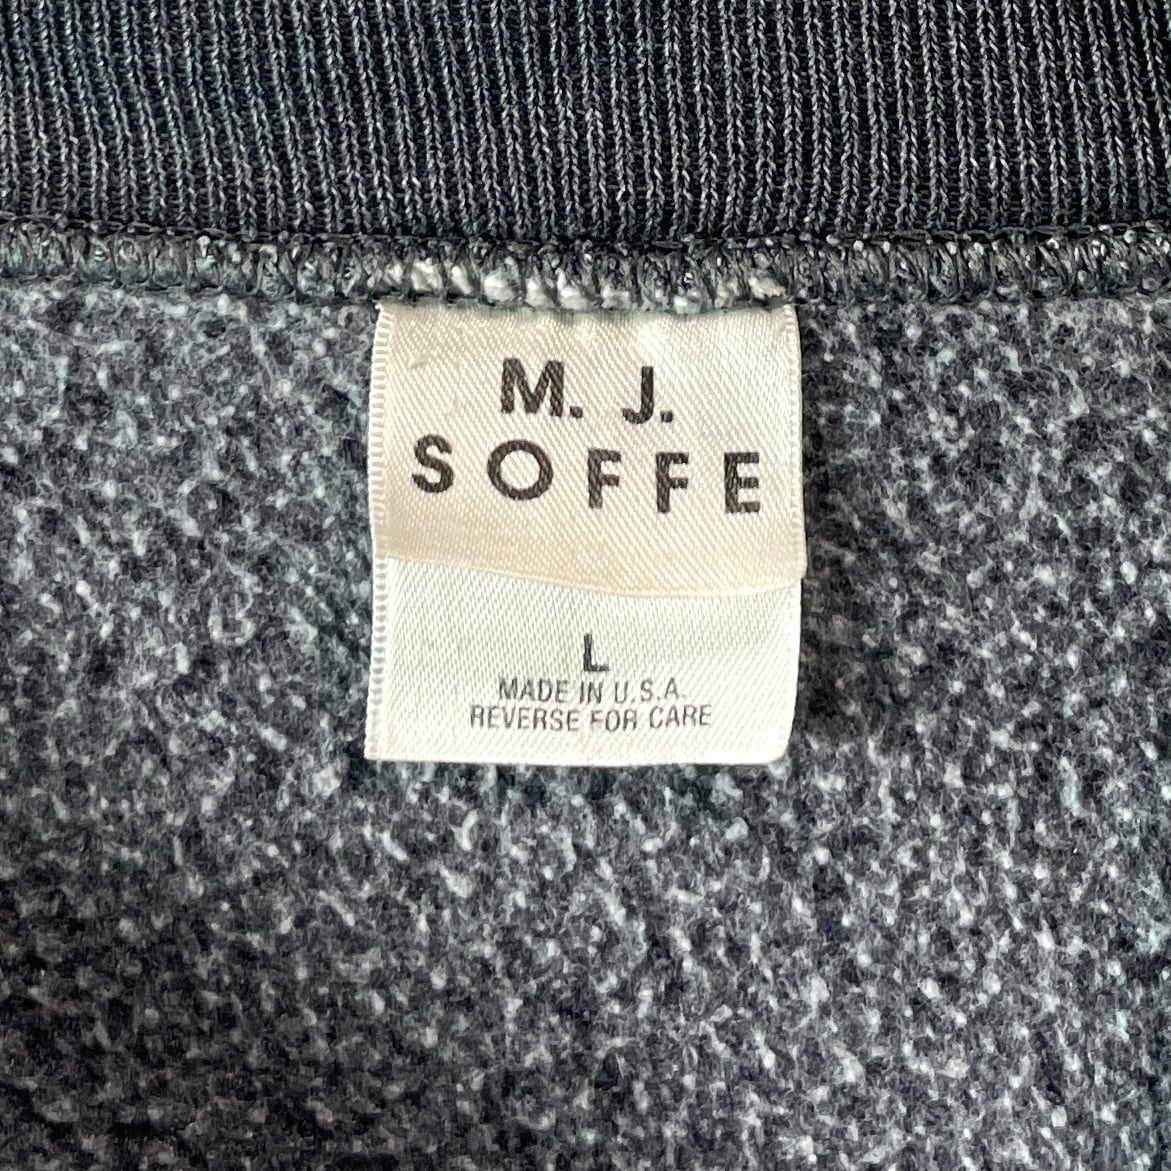 M. J.
SOFFE
L
MADE IN U.S.A.
REVERSE FOR CARE